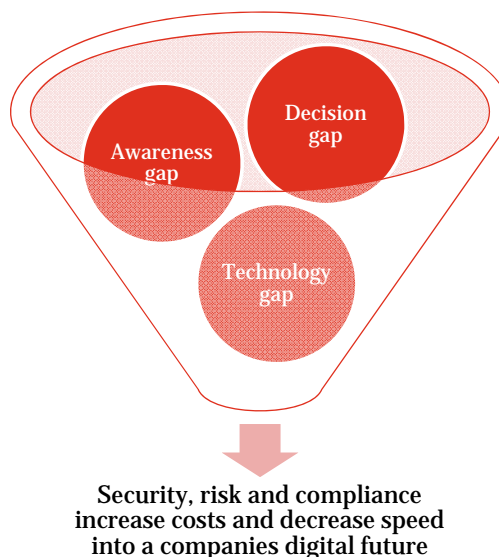 Decision
gap
Awareness
gap
Technology
gap
Security, risk and compliance
increase costs and decrease speed
into a companies digital future